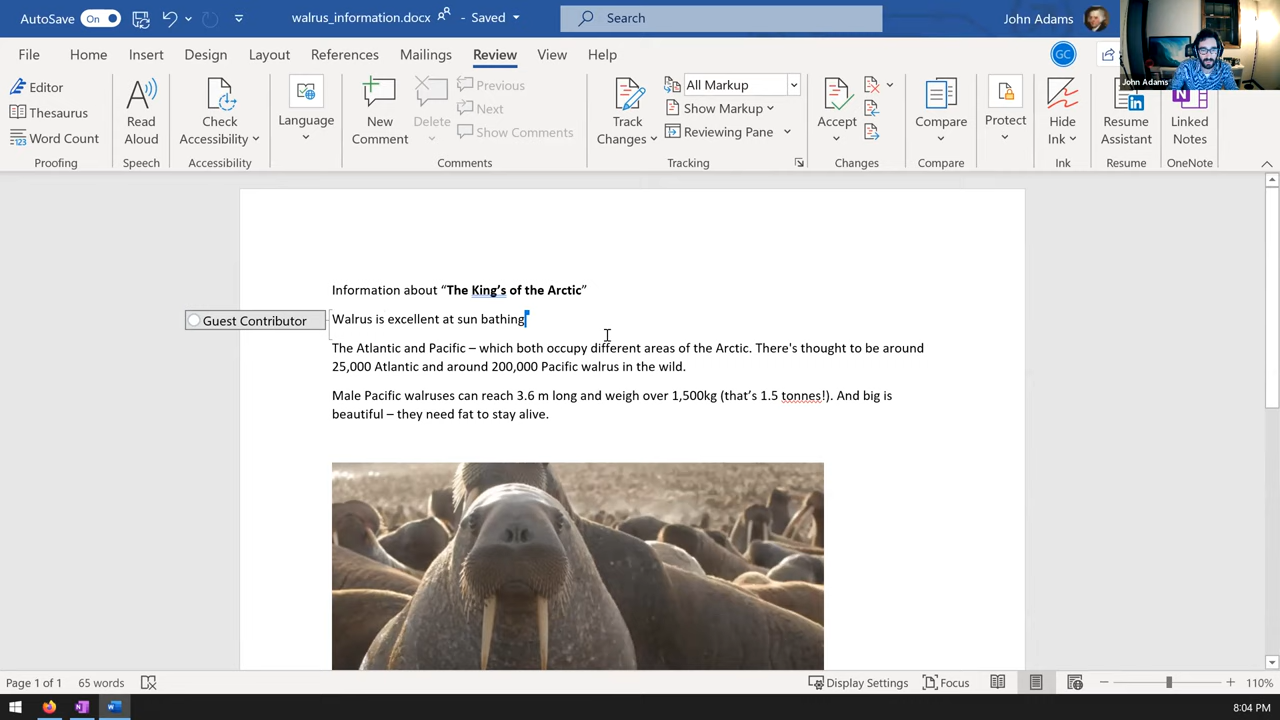 AutoSave On walrus_information.docx - Saved Search John Adams
John Adams
File Home Insert Design Layout References Mailings Review View Help GC
Editor
Thesaurus
Word Count
Proofing
Read Aloud
Speech
Check Accessibility
Accessibility
Language
New Comment
Delete
Previous
Next
Show Comments
Comments
Track Changes
All Markup
Show Markup
Reviewing Pane
Tracking
Accept
Changes
Compare
Compare
Protect
Hide Ink
Ink
Resume Assistant
Resume
Linked Notes
OneNote
Information about “The King’s of the Arctic”
Guest Contributor
Walrus is excellent at sun bathing
The Atlantic and Pacific – which both occupy different areas of the Arctic. There's thought to be around
25,000 Atlantic and around 200,000 Pacific walrus in the wild.
Male Pacific walruses can reach 3.6 m long and weigh over 1,500kg (that’s 1.5 tonnes!). And big is
beautiful – they need fat to stay alive.
Page 1 of 1 65 words Display Settings Focus 110%
8:04 PM